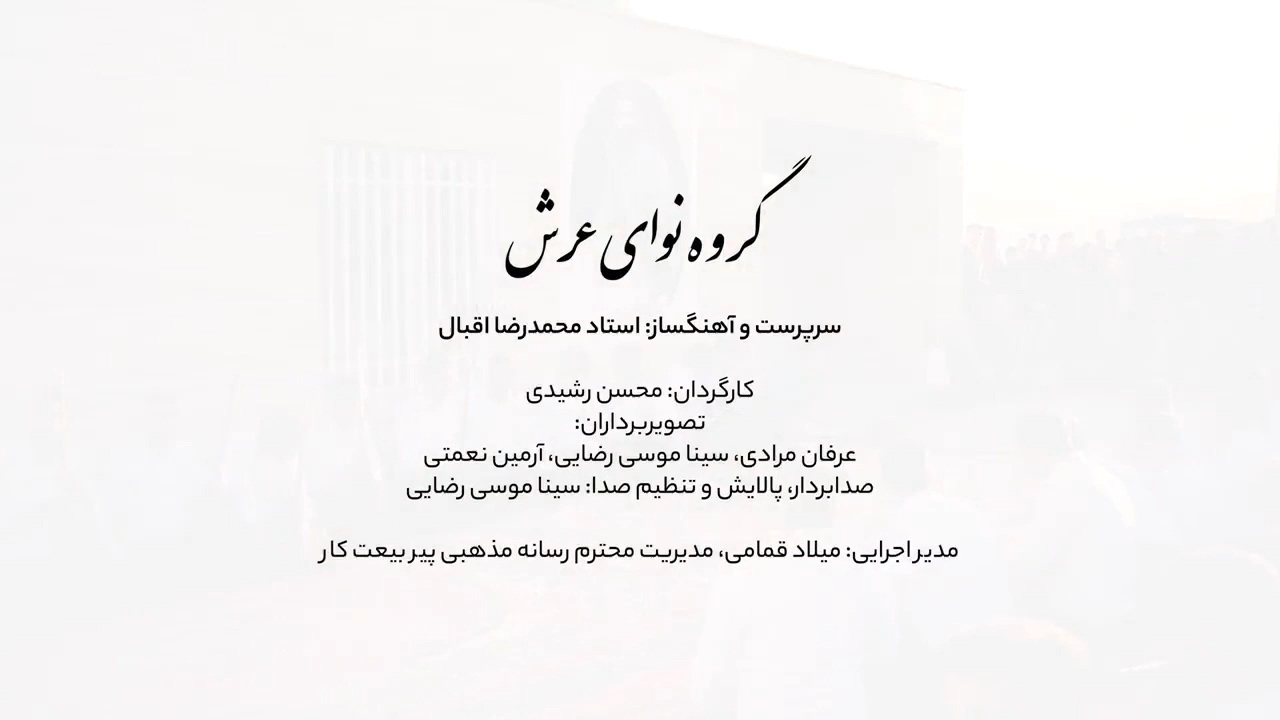 گروه نوای عرش
سرپرست و آهنگساز: استاد محمدرضا اقبال
کارگردان: محسن رشیدی
تصویربرداران:
عرفان مرادی، سینا موسی رضایی، آرمین نعمتی
صدابردار، پالایش و تنظیم صدا: سینا موسی رضایی
مدیر اجرایی: میلاد قمامی، مدیریت محترم رسانه مذهبی پیر بیعت کار